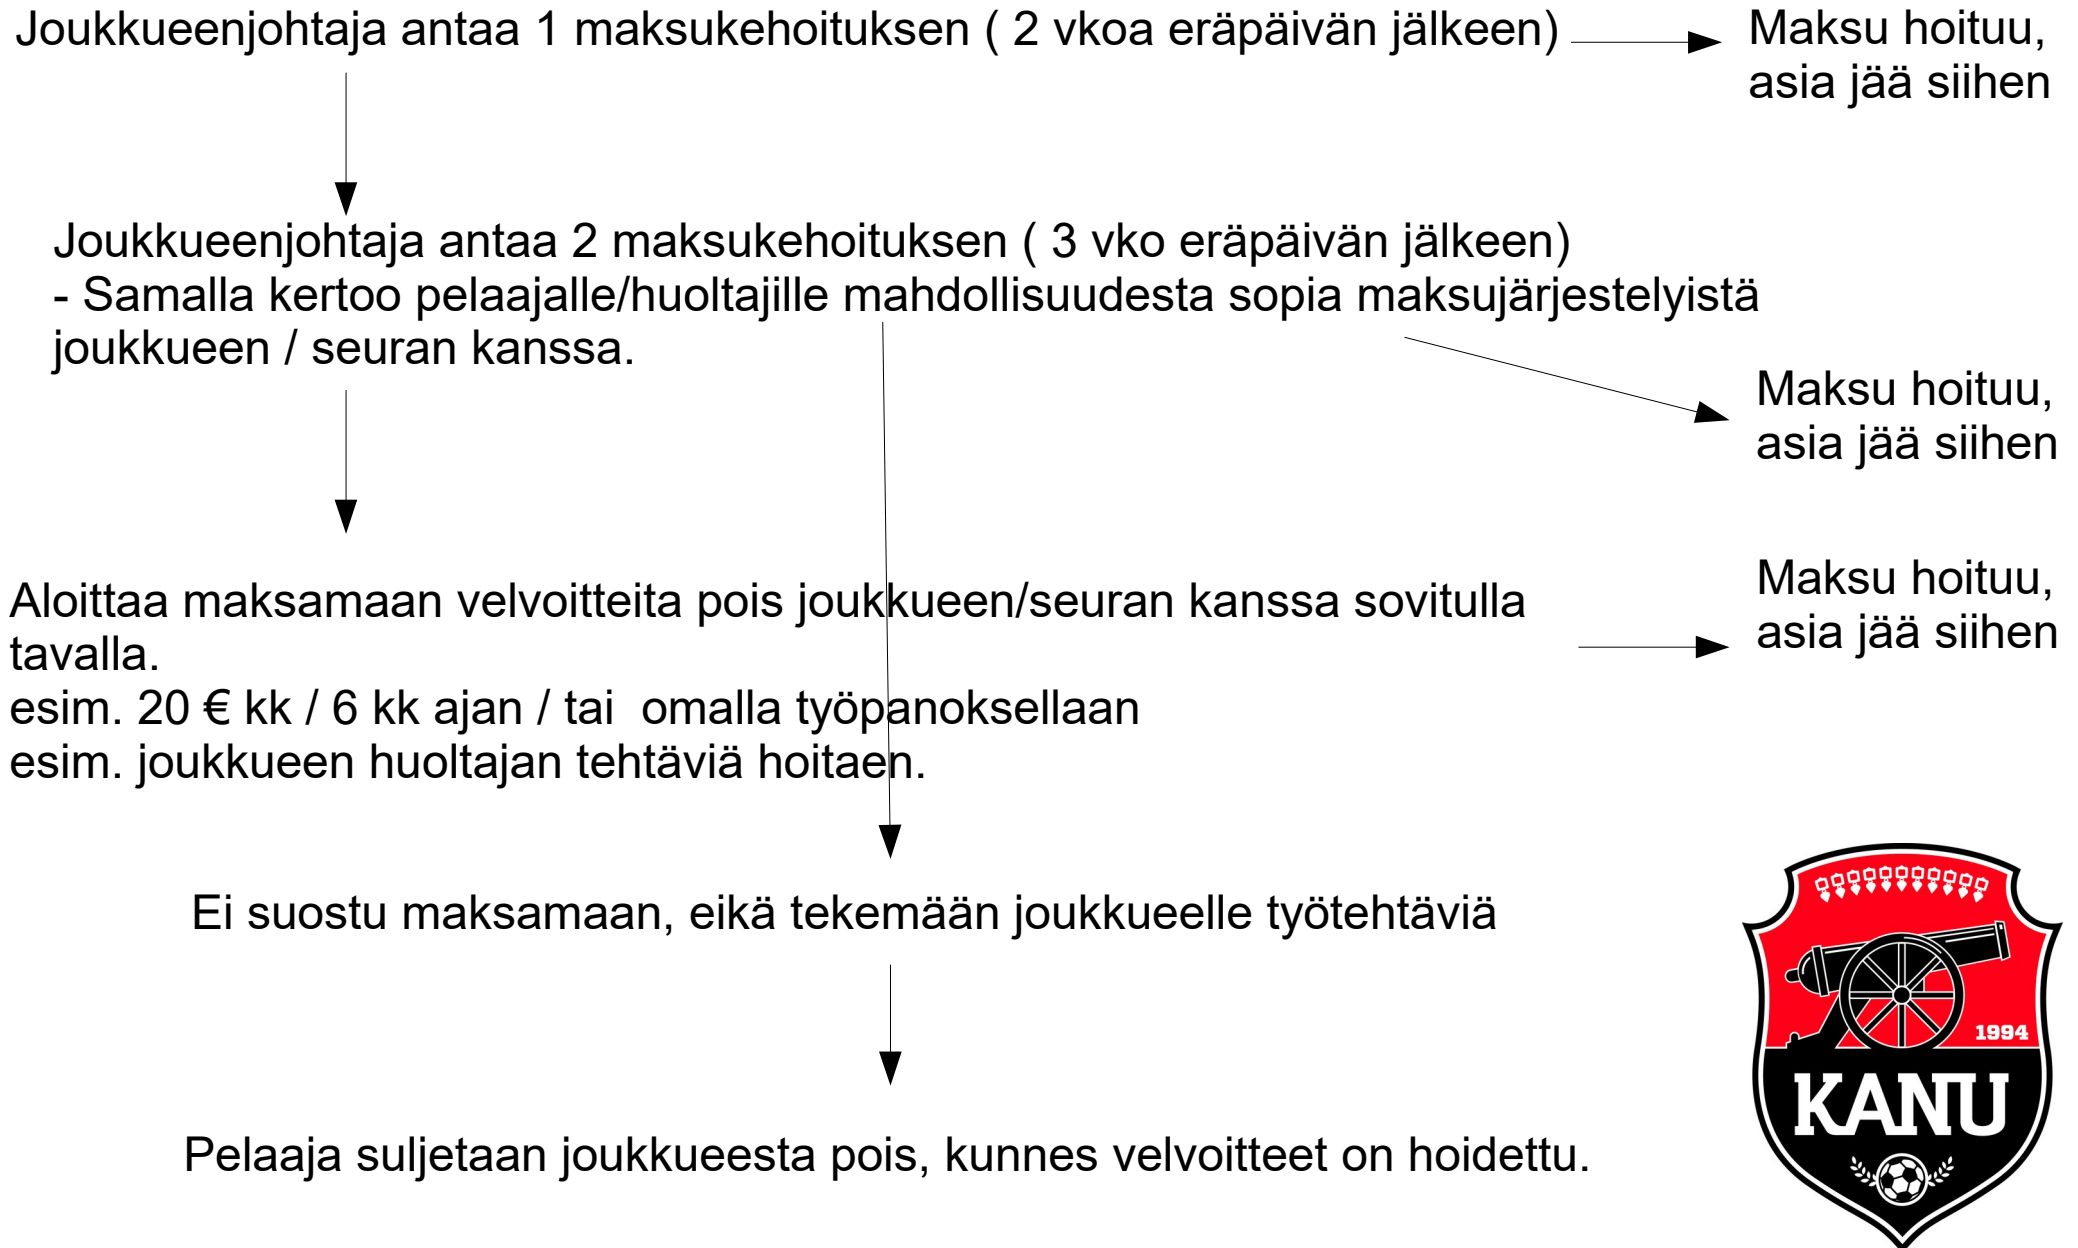 Joukkueenjohtaja antaa 1 maksukehoituksen ( 2 vkoa eräpäivän jälkeen)
Maksu hoituu,
asia jää siihen
Joukkueenjohtaja antaa 2 maksukehoituksen ( 3 vko eräpäivän jälkeen)
- Samalla kertoo pelaajalle/huoltajille mahdollisuudesta sopia maksujärjestelyistä
joukkueen / seuran kanssa.
Maksu hoituu,
asia jää siihen
Aloittaa maksamaan velvoitteita pois joukkueen/seuran kanssa sovitulla
tavalla.
esim. 20 € kk / 6 kk ajan / tai  omalla työpanoksellaan
esim. joukkueen huoltajan tehtäviä hoitaen.
Maksu hoituu,
asia jää siihen
Ei suostu maksamaan, eikä tekemään joukkueelle työtehtäviä
Pelaaja suljetaan joukkueesta pois, kunnes velvoitteet on hoidettu.
1994
KANU